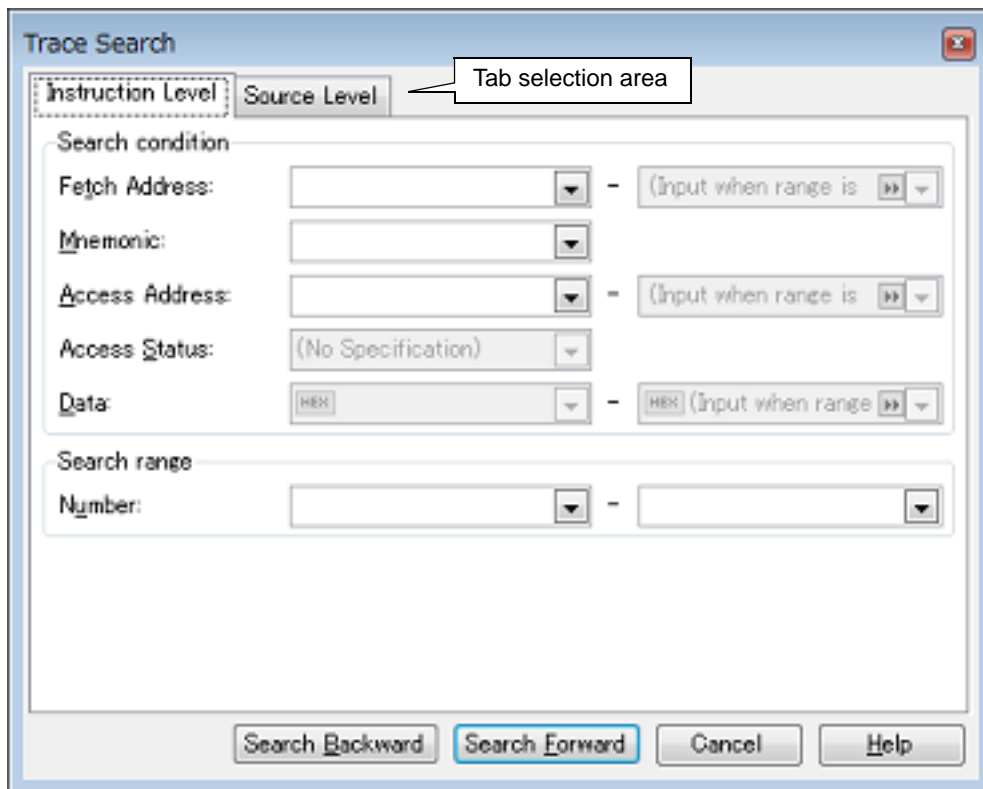 Trace Search
Instruction Level Source Level Tab selection area
Search condition
Fetch Address: - (Input when range is
Mnemonic:
Access Address: - (Input when range is
Access Status: (No Specification)
Data: HEX - HEX (Input when range
Search range
Number: -
Search Backward Search Forward Cancel Help